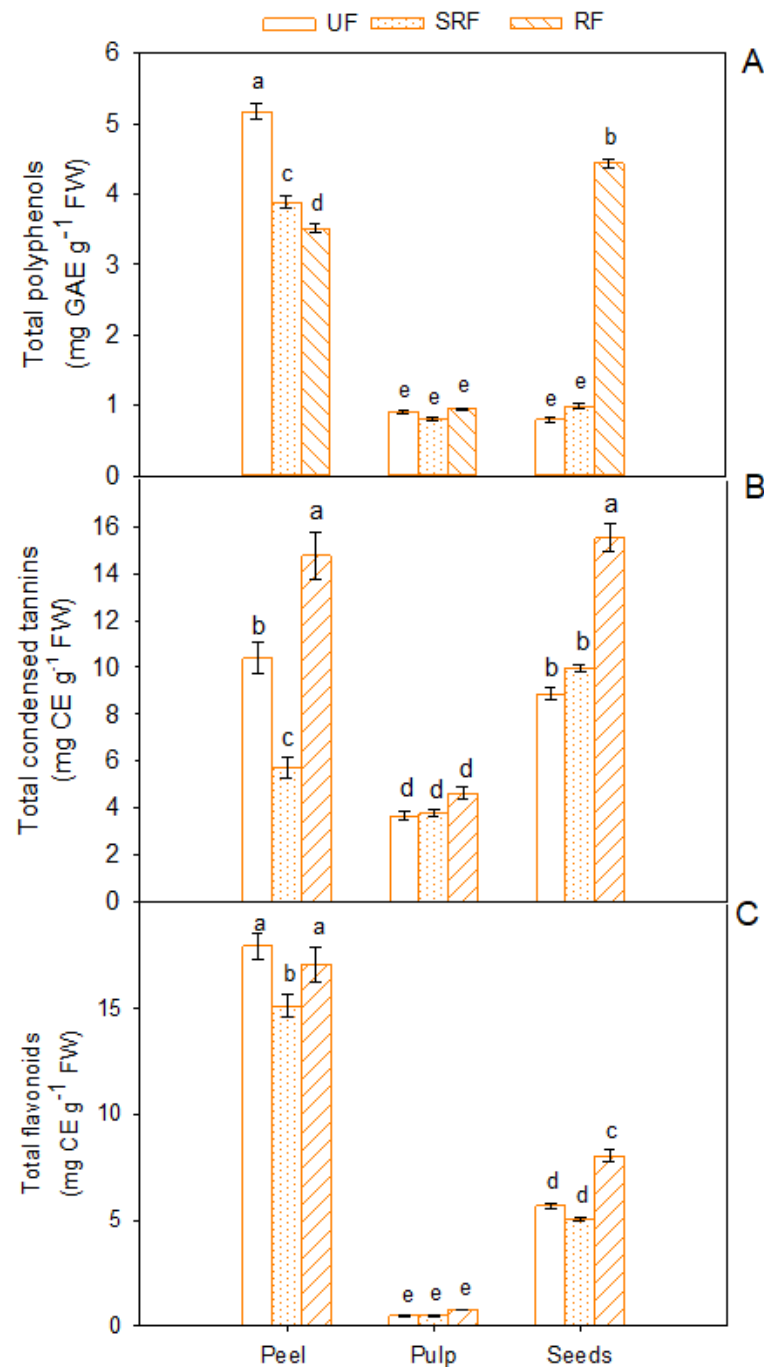 UF SRF RF
A
Total polyphenols
(mg GAE g⁻¹ FW)
6
5
4
3
2
1
0
a
c
d
e e e
e e
b
B
Total condensed tannins
(mg CE g⁻¹ FW)
16
14
12
10
8
6
4
2
0
b
c
a
d d d
b b
a
C
Total flavonoids
(mg CE g⁻¹ FW)
15
10
5
0
a
b
a
e e e
d d
c
Peel Pulp Seeds